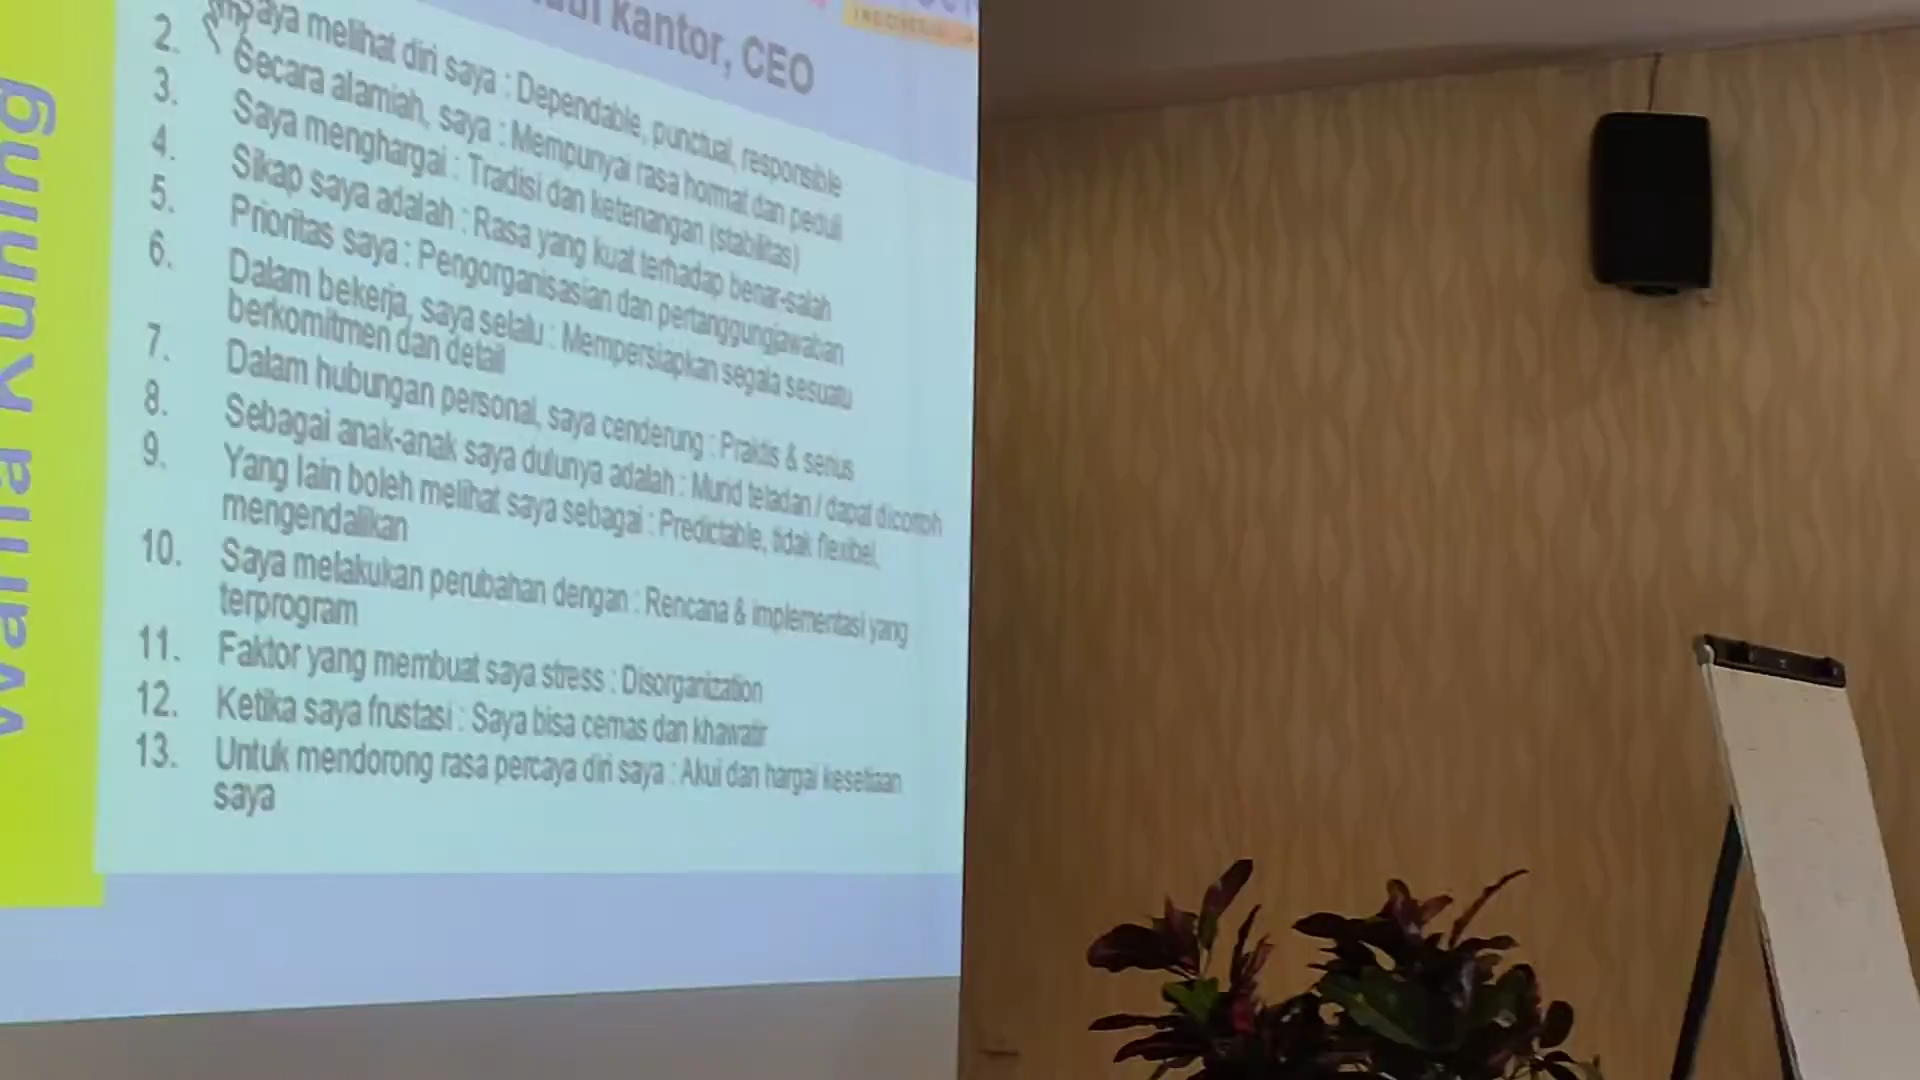 kantor, CEO
Warna Kuning
2. Saya melihat diri saya : Dependable, punctual, responsible
3. Secara alamiah, saya : Mempunyai rasa hormat dan peduli
4. Saya menghargai : Tradisi dan ketenangan (stabilitas)
5. Sikap saya adalah : Rasa yang kuat terhadap benar-salah
6. Prioritas saya : Pengorganisasian dan pertanggungjawaban
Dalam bekerja, saya selalu : Mempersiapkan segala sesuatu
berkomitmen dan detail
7. Dalam hubungan personal, saya cenderung : Praktis & serius
8. Sebagai anak-anak saya dulunya adalah : Murid teladan / dapat dicontoh
9. Yang lain boleh melihat saya sebagai : Predictable, tidak flexibel,
mengendalikan
10. Saya melakukan perubahan dengan : Rencana & implementasi yang
terprogram
11. Faktor yang membuat saya stress : Disorganization
12. Ketika saya frustasi : Saya bisa cemas dan khawatir
13. Untuk mendorong rasa percaya diri saya : Akui dan hargai kesetiaan
saya